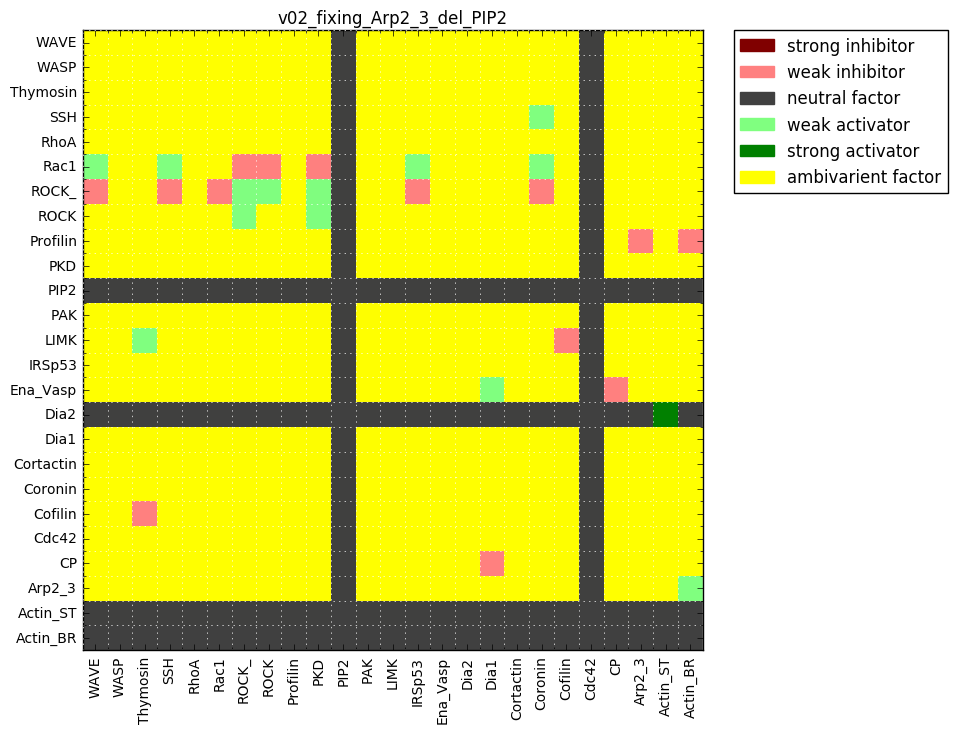 v02_fixing_Arp2_3_del_PIP2
WAVE
WASP
Thymosin
SSH
RhoA
Rac1
ROCK_
ROCK
Profilin
PKD
PIP2
PAK
LIMK
IRSp53
Ena_Vasp
Dia2
Dia1
Cortactin
Coronin
Cofilin
Cdc42
CP
Arp2_3
Actin_ST
Actin_BR
WAVE
WASP
Thymosin
SSH
RhoA
Rac1
ROCK_
ROCK
Profilin
PKD
PIP2
PAK
LIMK
IRSp53
Ena_Vasp
Dia2
Dia1
Cortactin
Coronin
Cofilin
Cdc42
CP
Arp2_3
Actin_ST
Actin_BR
strong inhibitor
weak inhibitor
neutral factor
weak activator
strong activator
ambivarient factor